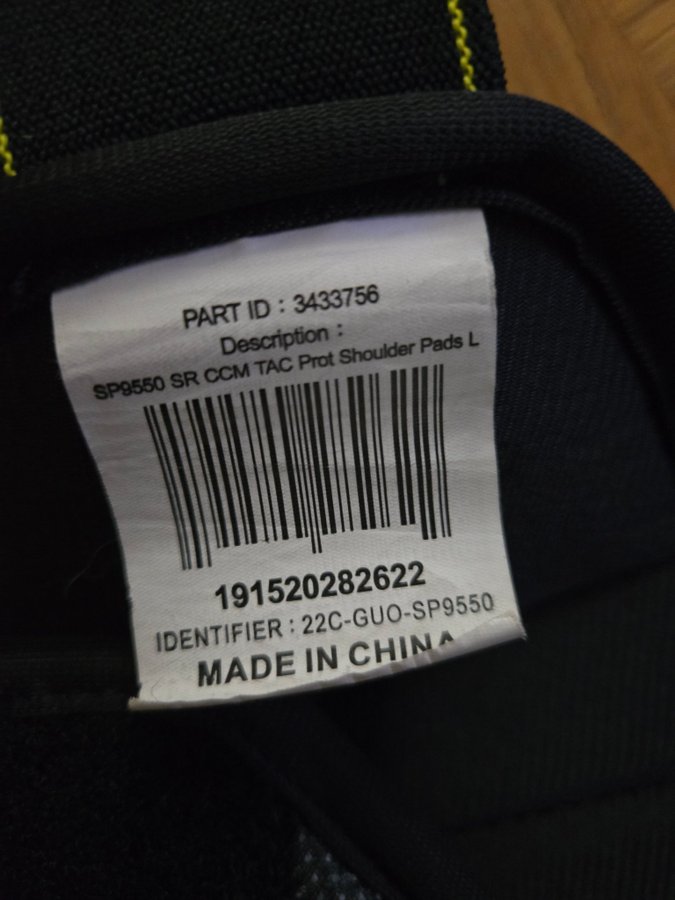 PART ID : 3433756
Description :
SP9550 SR CCM TAC Prot Shoulder Pads L
191520282622
IDENTIFIER : 22C-GUO-SP9550
MADE IN CHINA